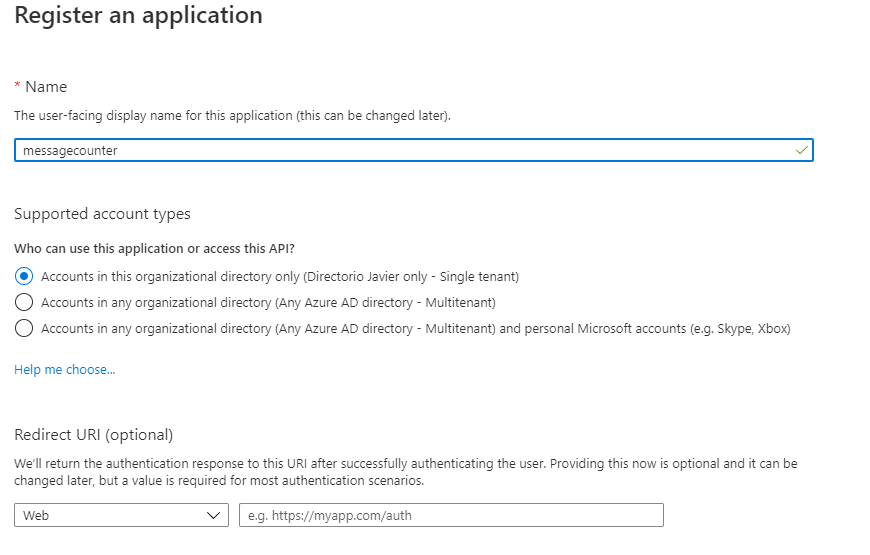 Register an application
* Name
The user-facing display name for this application (this can be changed later).
messagecounter
Supported account types
Who can use this application or access this API?
Accounts in this organizational directory only (Directorio Javier only - Single tenant)
Accounts in any organizational directory (Any Azure AD directory - Multitenant)
Accounts in any organizational directory (Any Azure AD directory - Multitenant) and personal Microsoft accounts (e.g. Skype, Xbox)
Help me choose...
Redirect URI (optional)
We'll return the authentication response to this URI after successfully authenticating the user. Providing this now is optional and it can be
changed later, but a value is required for most authentication scenarios.
Web
e.g. https://myapp.com/auth